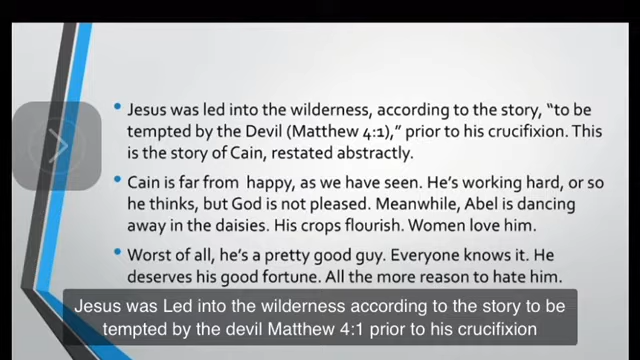 • Jesus was led into the wilderness, according to the story, “to be
tempted by the Devil (Matthew 4:1),” prior to his crucifixion. This
is the story of Cain, restated abstractly.
• Cain is far from happy, as we have seen. He’s working hard, or so
he thinks, but God is not pleased. Meanwhile, Abel is dancing
away in the daisies. His crops flourish. Women love him.
• Worst of all, he’s a pretty good guy. Everyone knows it. He
deserves his good fortune. All the more reason to hate him.
Jesus was Led into the wilderness according to the story to be
tempted by the devil Matthew 4:1 prior to his crucifixion